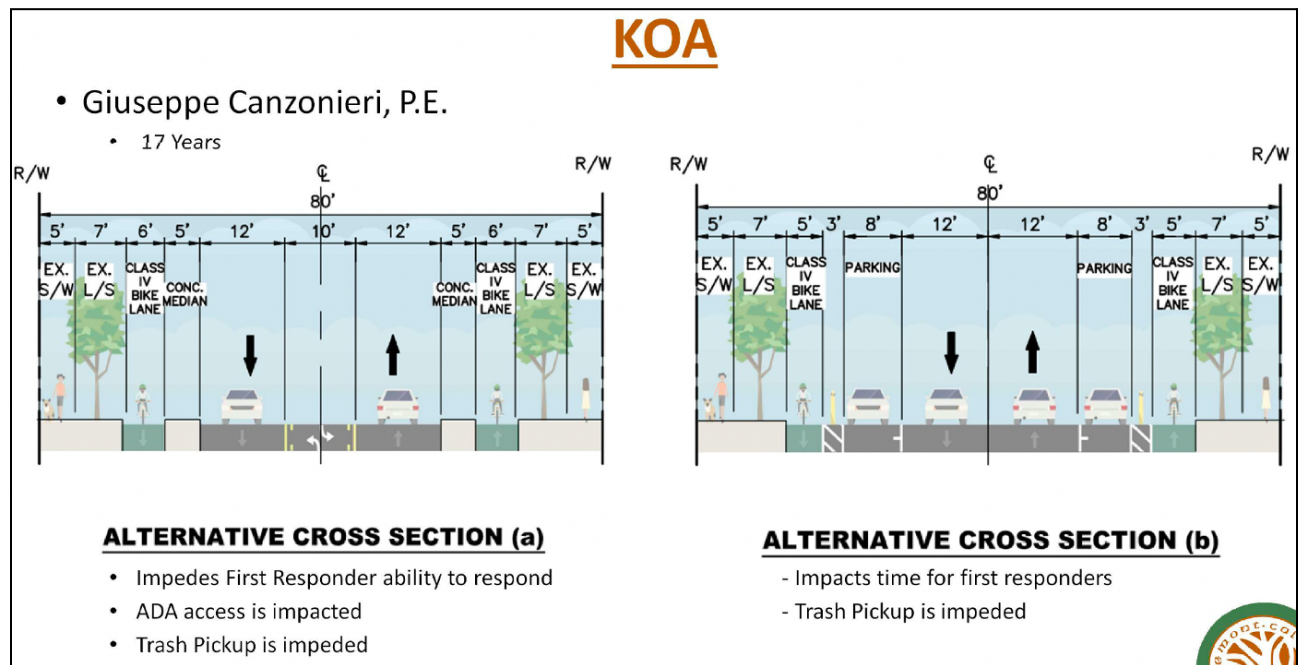 KOA
• Giuseppe Canzonieri, P.E.
• 17 Years
R/W
℄
R/W
80'
5' 7' 6' 5' 12' 10' 12' 5' 6' 7' 5'
EX. S/W
EX. L/S
CLASS IV BIKE LANE
CONC. MEDIAN
CONC. MEDIAN
CLASS IV BIKE LANE
EX. L/S
EX. S/W
ALTERNATIVE CROSS SECTION (a)
• Impedes First Responder ability to respond
• ADA access is impacted
• Trash Pickup is impeded
R/W
℄
R/W
80'
5' 7' 5' 3' 8' 12' 12' 8' 3' 5' 7' 5'
EX. S/W
EX. L/S
CLASS IV BIKE LANE
PARKING
PARKING
CLASS IV BIKE LANE
EX. L/S
EX. S/W
ALTERNATIVE CROSS SECTION (b)
- Impacts time for first responders
- Trash Pickup is impeded